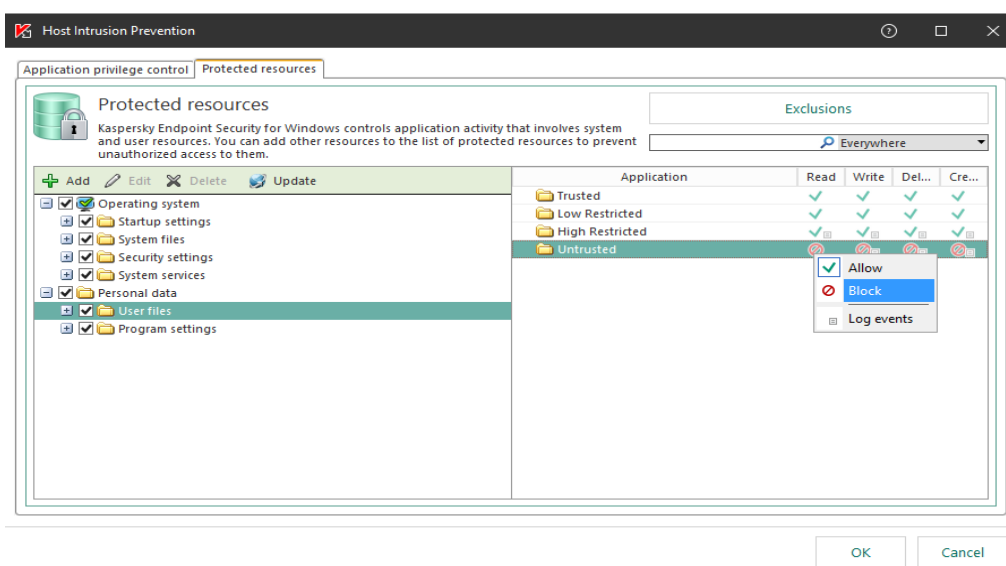 Host Intrusion Prevention
Application privilege control
Protected resources
Protected resources
Kaspersky Endpoint Security for Windows controls application activity that involves system
and user resources. You can add other resources to the list of protected resources to prevent
unauthorized access to them.
Exclusions
Everywhere
Add
Edit
Delete
Update
Operating system
Startup settings
System files
Security settings
System services
Personal data
User files
Program settings
Application Read Write Del... Cre...
Trusted
Low Restricted
High Restricted
Untrusted
Allow
Block
Log events
OK
Cancel